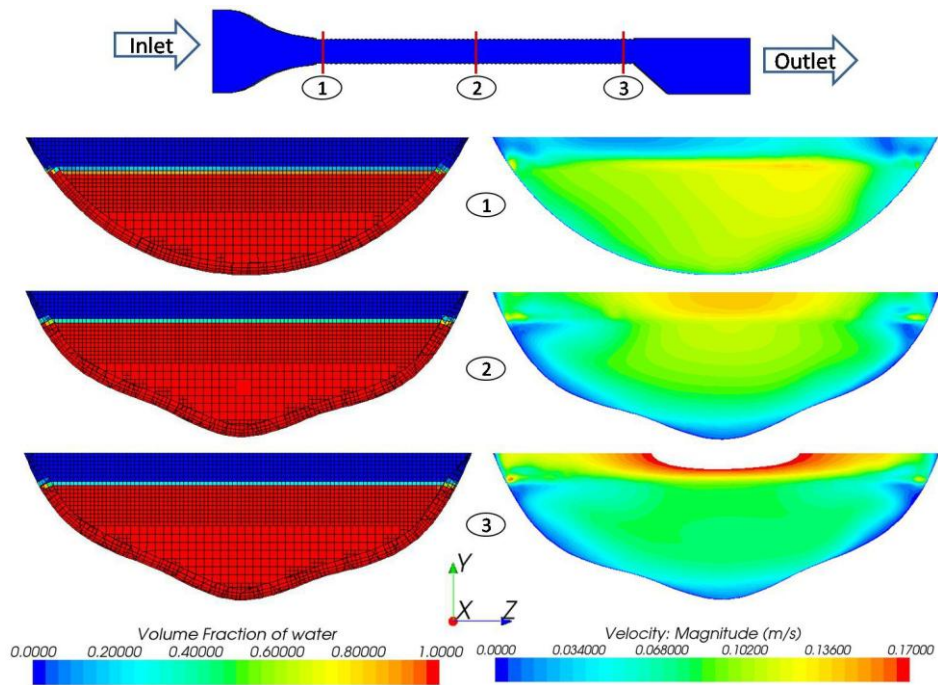 Inlet
Outlet
1
2
3
1
2
3
Y
X
Z
Volume Fraction of water
0.0000 0.20000 0.40000 0.60000 0.80000 1.0000
Velocity: Magnitude (m/s)
0.0000 0.034000 0.068000 0.10200 0.13600 0.17000